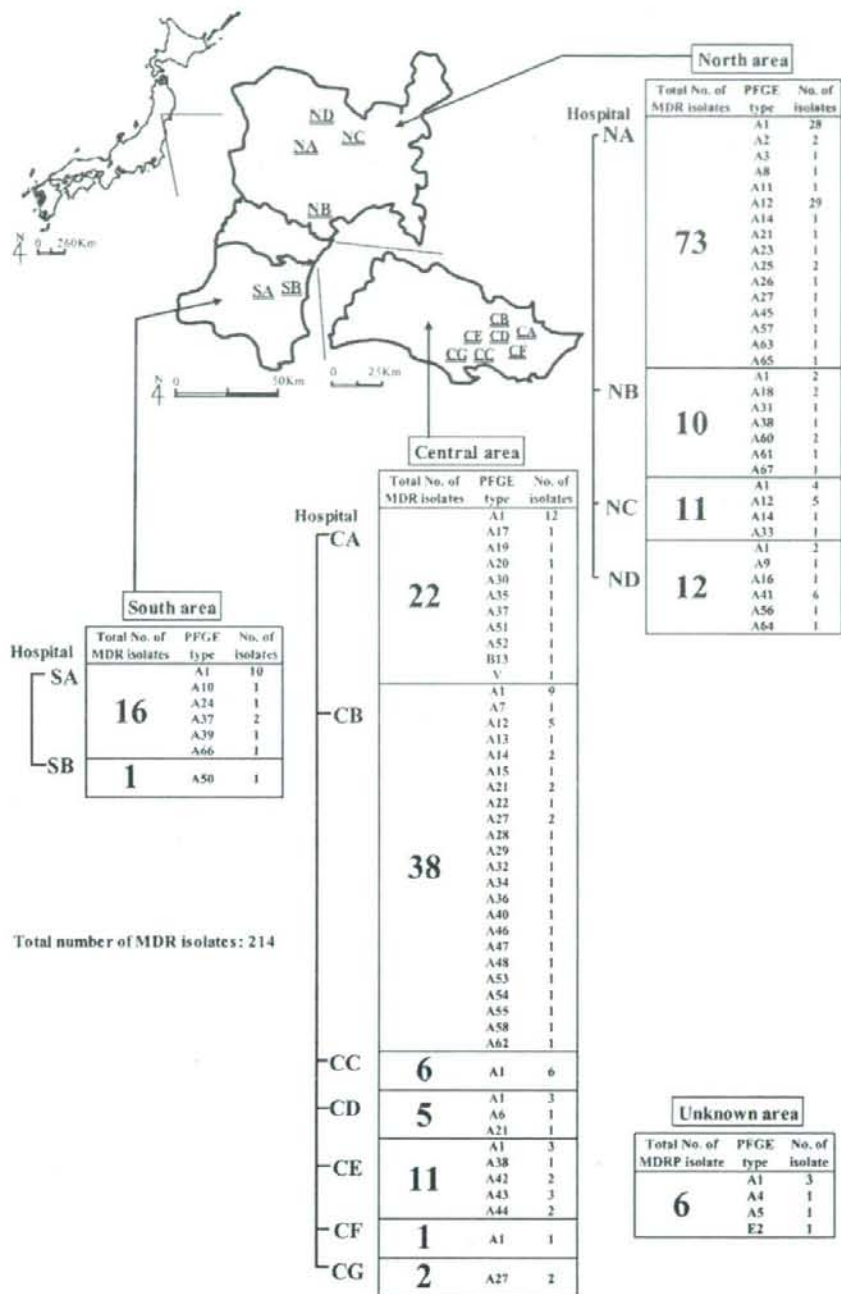 North area
Total No. of MDR isolates PFGE type No. of isolates
Hospital
NA
73
A1 28
A2 2
A3 1
A8 1
A11 1
A12 29
A14 1
A21 1
A23 1
A25 2
A26 1
A27 1
A45 1
A57 1
A63 1
A65 1
NB
10
A1 2
A18 2
A31 1
A38 1
A60 2
A61 1
A67 1
NC
11
A1 4
A12 5
A14 1
A33 1
ND
12
A1 2
A9 1
A16 1
A41 6
A56 1
A64 1
ND
NC
NA
NB
SA SB
CB
CE CD CA
CG CC CF
N
0 260Km
N
0 50Km
0 25Km
Central area
Total No. of MDR isolates PFGE type No. of isolates
Hospital
CA
22
A1 12
A17 1
A19 1
A20 1
A30 1
A35 1
A37 1
A51 1
A52 1
B13 1
V 1
CB
38
A1 9
A7 1
A12 5
A13 1
A14 2
A15 1
A21 2
A22 1
A27 2
A28 1
A29 1
A32 1
A34 1
A36 1
A40 1
A46 1
A47 1
A48 1
A53 1
A54 1
A55 1
A58 1
A62 1
CC
6
A1 6
CD
5
A1 3
A6 1
A21 1
CE
11
A1 3
A38 1
A42 2
A43 3
A44 2
CF
1
A1 1
CG
2
A27 2
South area
Total No. of MDR isolates PFGE type No. of isolates
Hospital
SA
16
A1 10
A10 1
A24 1
A37 2
A39 1
A66 1
SB
1
A50 1
Total number of MDR isolates: 214
Unknown area
Total No. of MDRP isolate PFGE type No. of isolate
6
A1 3
A4 1
A5 1
E2 1